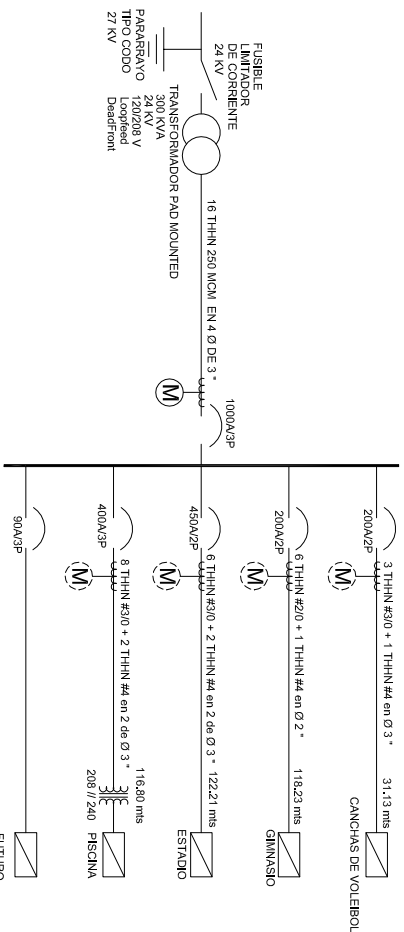 FUSIBLE
LIMITADOR
DE CORRIENTE
24 KV
PARARRAYO
TIPO CODO
27 KV
TRANSFORMADOR PAD MOUNTED
300 KVA
24 KV
120/208 V
Loopfeed
DeadFront
16 THHN 250 MCM EN 4 Ø DE 3 "
M
1000A/3P
200A/2P
M
3 THHN #3/0 + 1 THHN #4 en Ø 3 "
31.13 mts
CANCHAS DE VOLEIBOL
200A/2P
M
6 THHN #2/0 + 1 THHN #4 en Ø 2 "
118.23 mts
GIMNASIO
450A/2P
M
6 THHN #3/0 + 2 THHN #4 en 2 de Ø 3 "
122.21 mts
ESTADIO
400A/3P
M
8 THHN #3/0 + 2 THHN #4 en 2 de Ø 3 "
116.80 mts
208 // 240
PISCINA
90A/3P
FUTURO